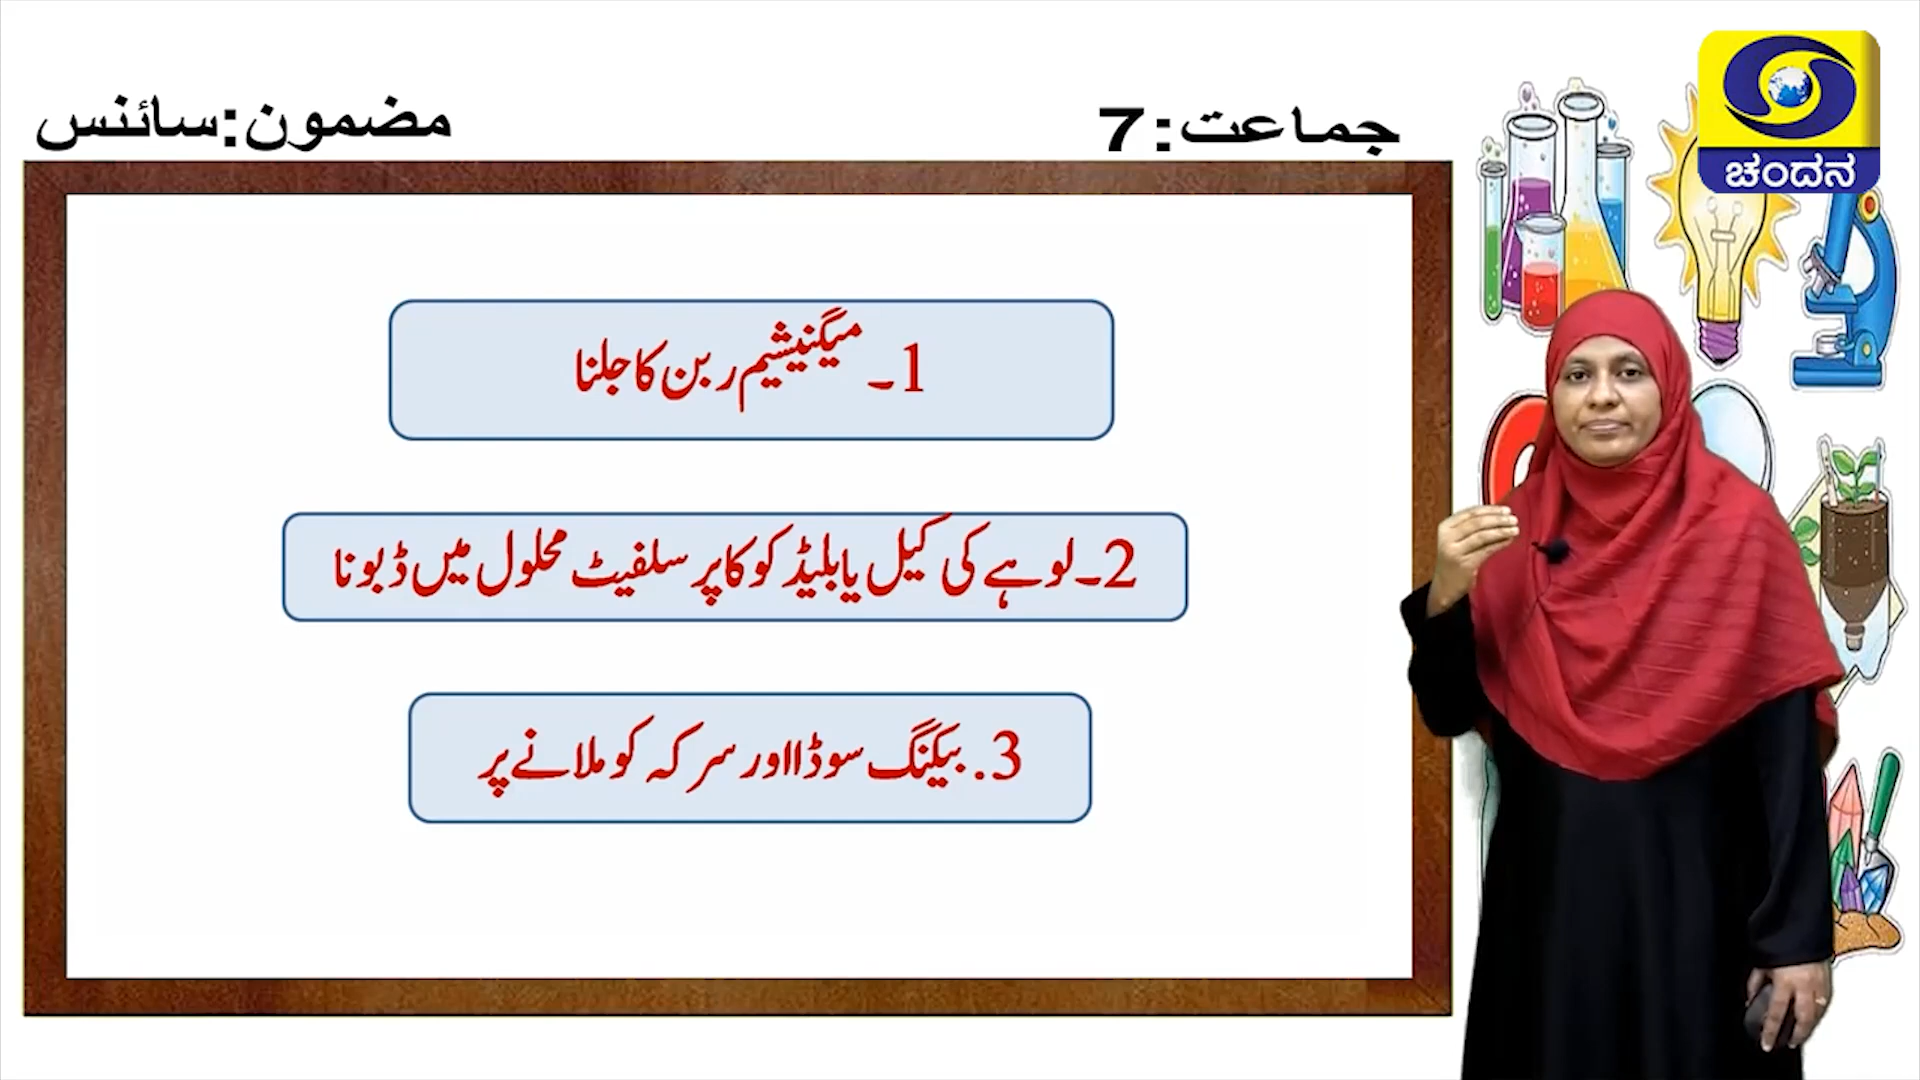 جماعت:7
مضمون:سائنس
ಚಂದನ
1۔ میگنیشیم ربن کا جلنا
2۔لوہے کی کیل یا بلیڈ کو کاپر سلفیٹ محلول میں ڈبونا
3. بیکنگ سوڈا اور سرکہ کو ملانے پر